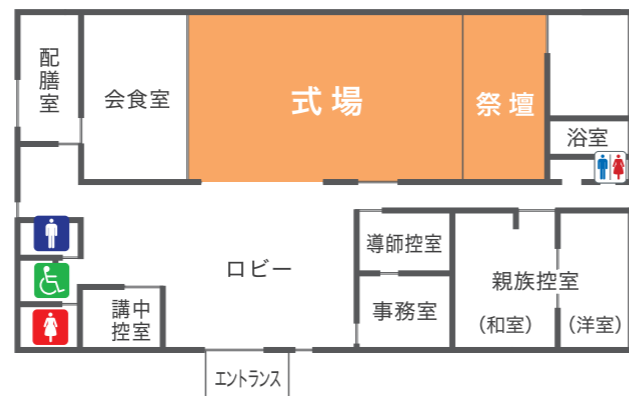 配膳室
会食室
式場
祭壇
浴室
導師控室
ロビー
親族控室
講中
控室
事務室
(和室)
(洋室)
エントランス